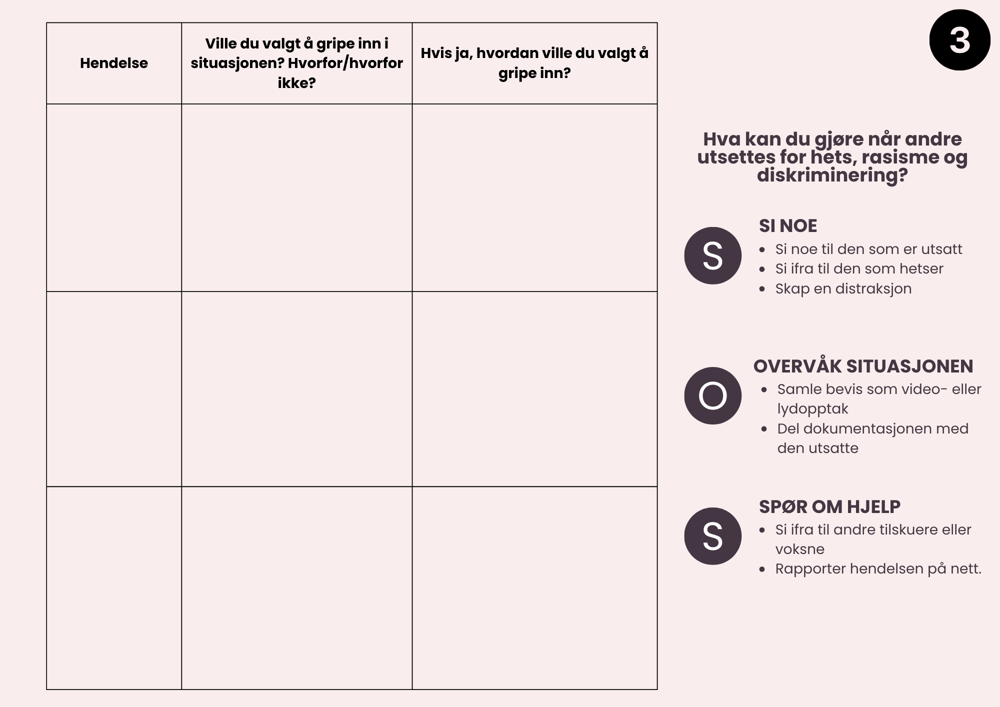 3
Hendelse
Ville du valgt å gripe inn i
situasjonen? Hvorfor/hvorfor
ikke?
Hvis ja, hvordan ville du valgt å
gripe inn?
Hva kan du gjøre når andre
utsettes for hets, rasisme og
diskriminering?
S
SI NOE
• Si noe til den som er utsatt
• Si ifra til den som hetser
• Skap en distraksjon
O
OVERVÅK SITUASJONEN
• Samle bevis som video- eller
lydopptak
• Del dokumentasjonen med
den utsatte
S
SPØR OM HJELP
• Si ifra til andre tilskuere eller
voksne
• Rapporter hendelsen på nett.